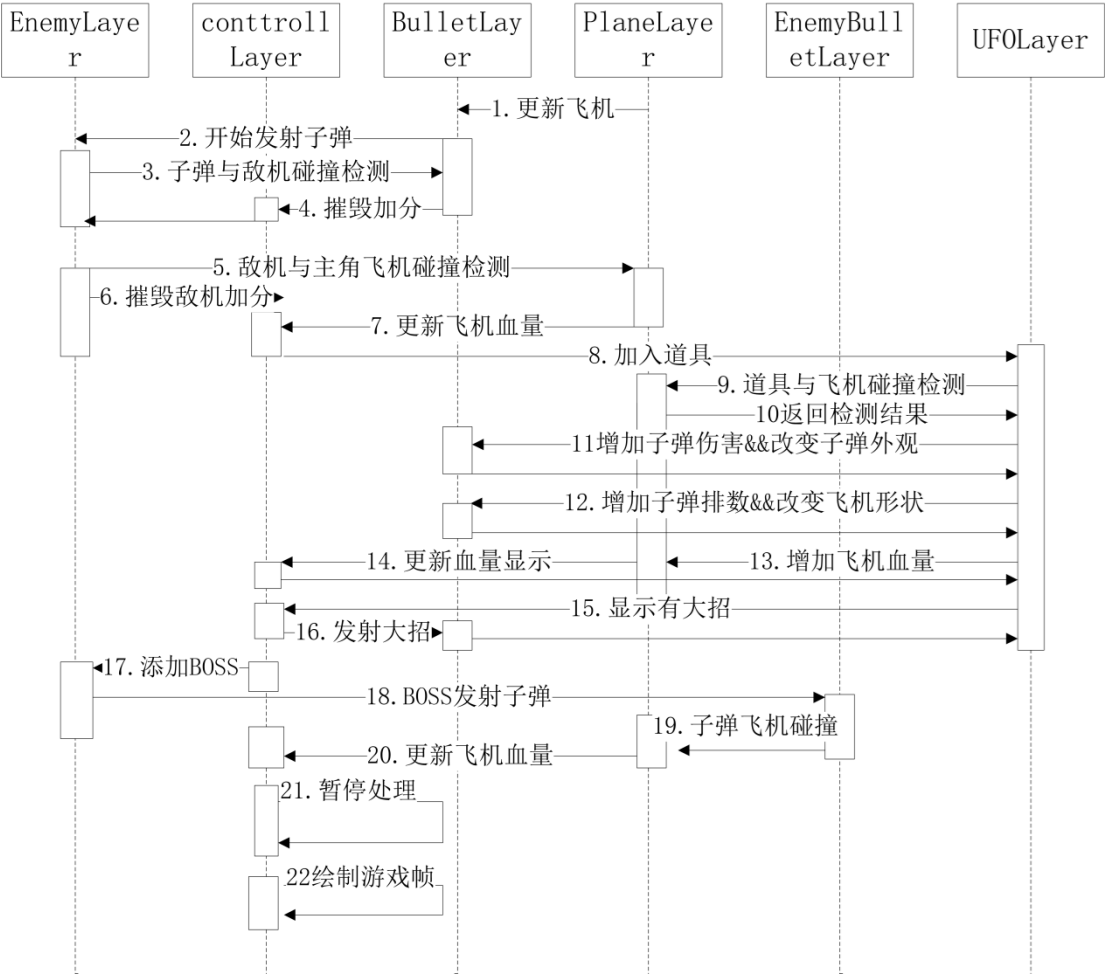 EnemyLaye
r
conttroll
Layer
BulletLay
er
PlaneLaye
r
EnemyBull
etLayer
UFOLayer
1.更新飞机
2.开始发射子弹
3.子弹与敌机碰撞检测
4.摧毁加分
5.敌机与主角飞机碰撞检测
6.摧毁敌机加分
7.更新飞机血量
8.加入道具
9.道具与飞机碰撞检测
10返回检测结果
11增加子弹伤害&&改变子弹外观
12.增加子弹排数&&改变飞机形状
14.更新血量显示
13.增加飞机血量
15.显示有大招
16.发射大招
17.添加BOSS
18.BOSS发射子弹
19.子弹飞机碰撞
20.更新飞机血量
21.暂停处理
22绘制游戏帧